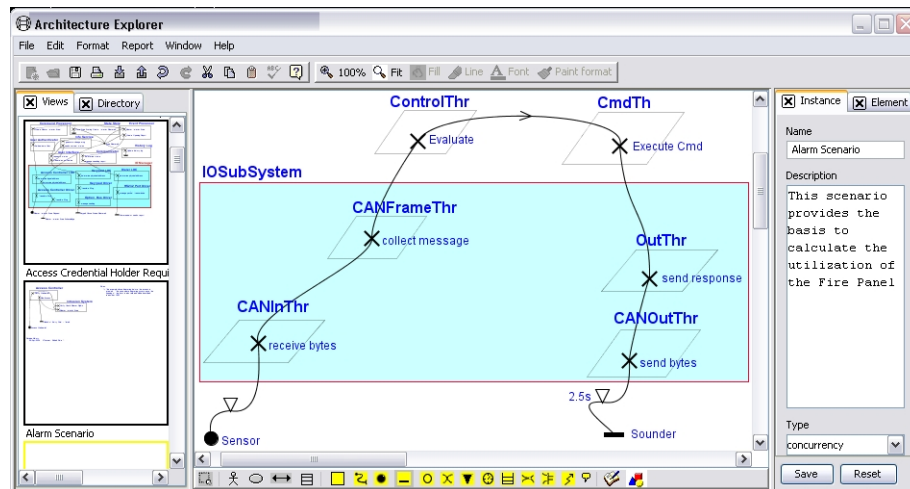 Architecture Explorer
File Edit Format Report Window Help
100% Fit Fill Line Font Paint format
Views Directory
Access Credential Holder Requi
Alarm Scenario
ControlThr CmdTh
Evaluate Execute Cmd
IOSubSystem
CANFrameThr
collect message
OutThr
send response
CANInThr
receive bytes
CANOutThr
send bytes
2.5s
Sensor Sounder
Instance Element
Name
Alarm Scenario
Description
This scenario
provides the
basis to
calculate the
utilization of
the Fire Panel
Type
concurrency
Save Reset